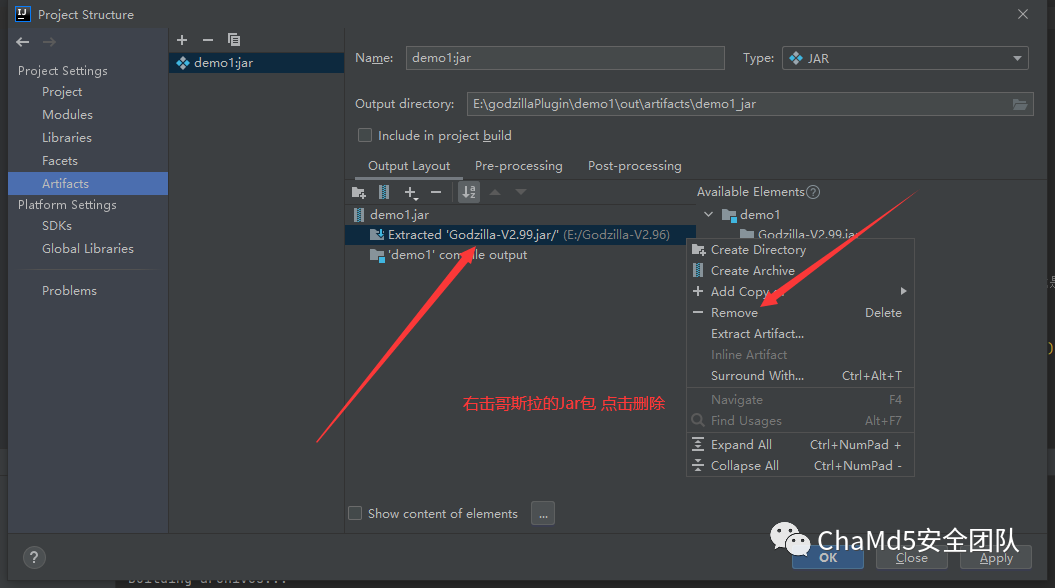 Project Structure
Project Settings
Project
Modules
Libraries
Facets
Artifacts
Platform Settings
SDKs
Global Libraries
Problems
demo1:jar
Name: demo1:jar
Type: JAR
Output directory: E:\godzillaPlugin\demo1\out\artifacts\demo1_jar
Include in project build
Output Layout Pre-processing Post-processing
Available Elements
demo1.jar
Extracted 'Godzilla-V2.99.jar/' (E:/Godzilla-V2.96)
'demo1' output
demo1
Godzilla-V2.99.jar
Create Directory
Create Archive
Add Copy
Remove Delete
Extract Artifact...
Inline Artifact
Surround With... Ctrl+Alt+T
Navigate F4
Find Usages Alt+F7
Expand All Ctrl+NumPad +
Collapse All Ctrl+NumPad -
右击哥斯拉的Jar包 点击删除
Show content of elements ...
ChaMd5安全团队
? OK Close Apply